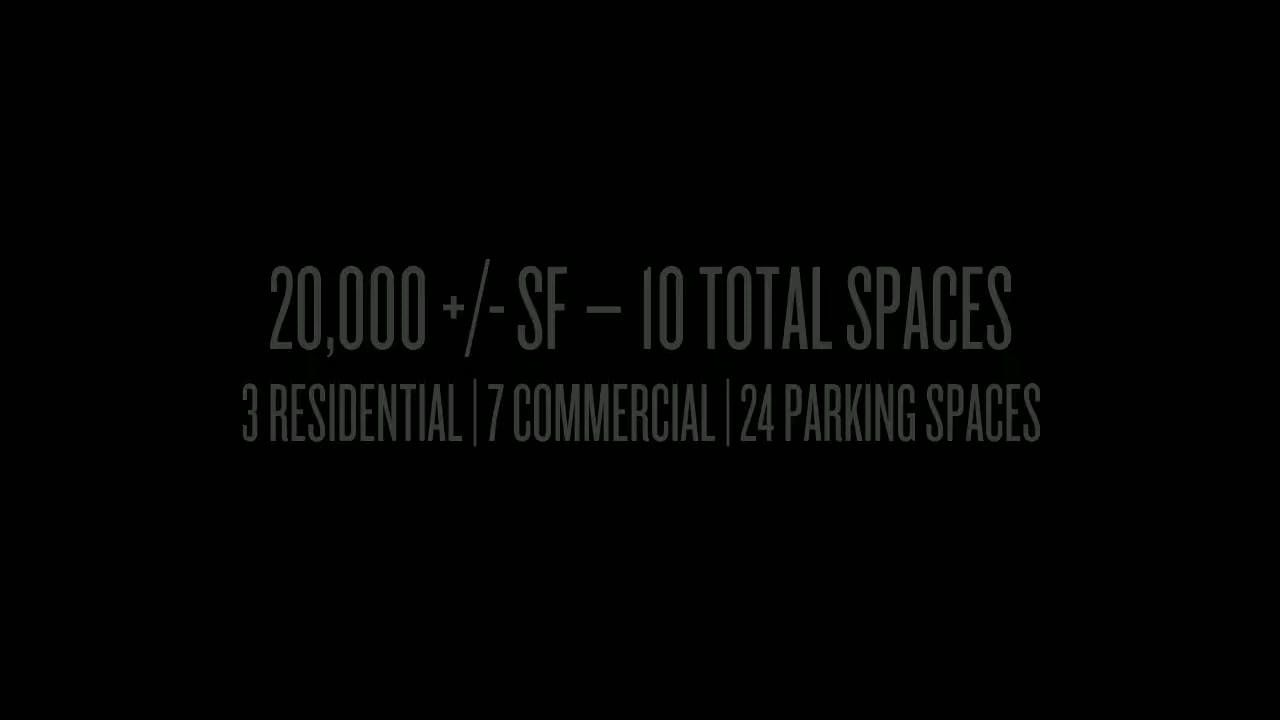 20,000 +/- SF – 10 TOTAL SPACES
3 RESIDENTIAL | 7 COMMERCIAL | 24 PARKING SPACES